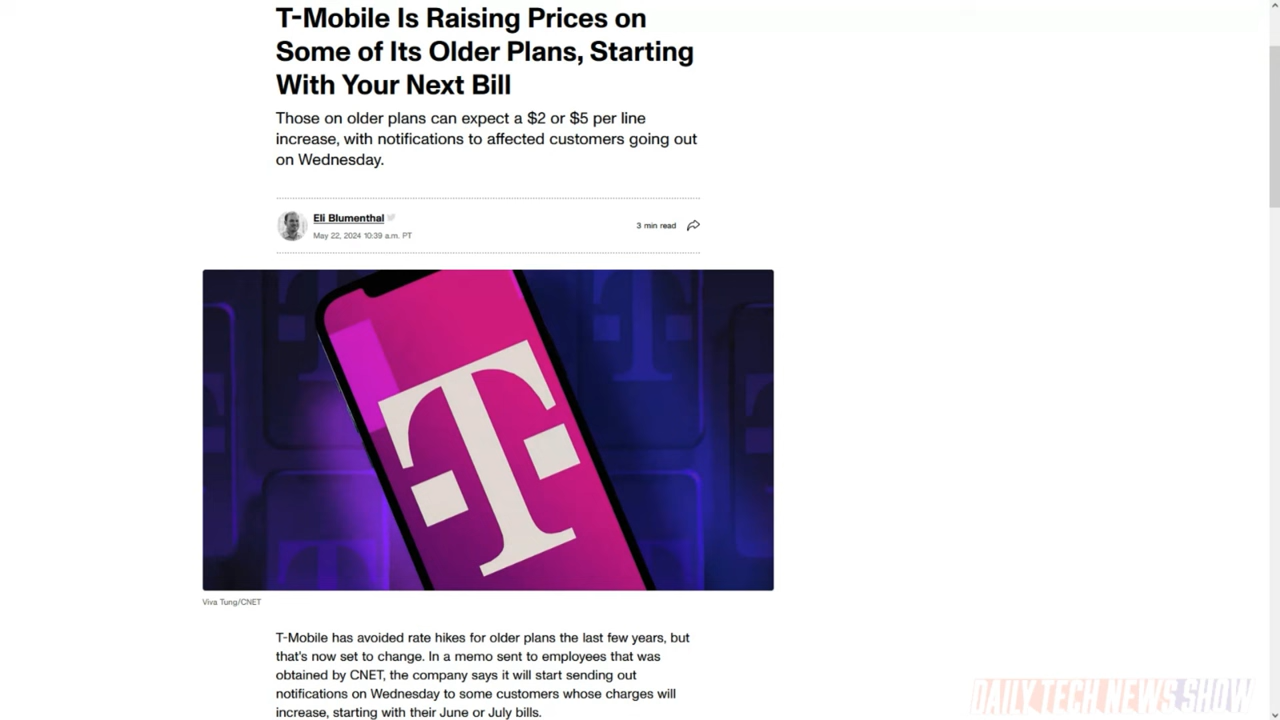 T-Mobile Is Raising Prices on
Some of Its Older Plans, Starting
With Your Next Bill
Those on older plans can expect a $2 or $5 per line
increase, with notifications to affected customers going out
on Wednesday.
Eli Blumenthal
3 min read
May 22, 2024 10:39 a.m. PT
T
Viva Tung/CNET
T-Mobile has avoided rate hikes for older plans the last few years, but
that's now set to change. In a memo sent to employees that was
obtained by CNET, the company says it will start sending out
notifications on Wednesday to some customers whose charges will
increase, starting with their June or July bills.
DAILY TECH NEWS SHOW